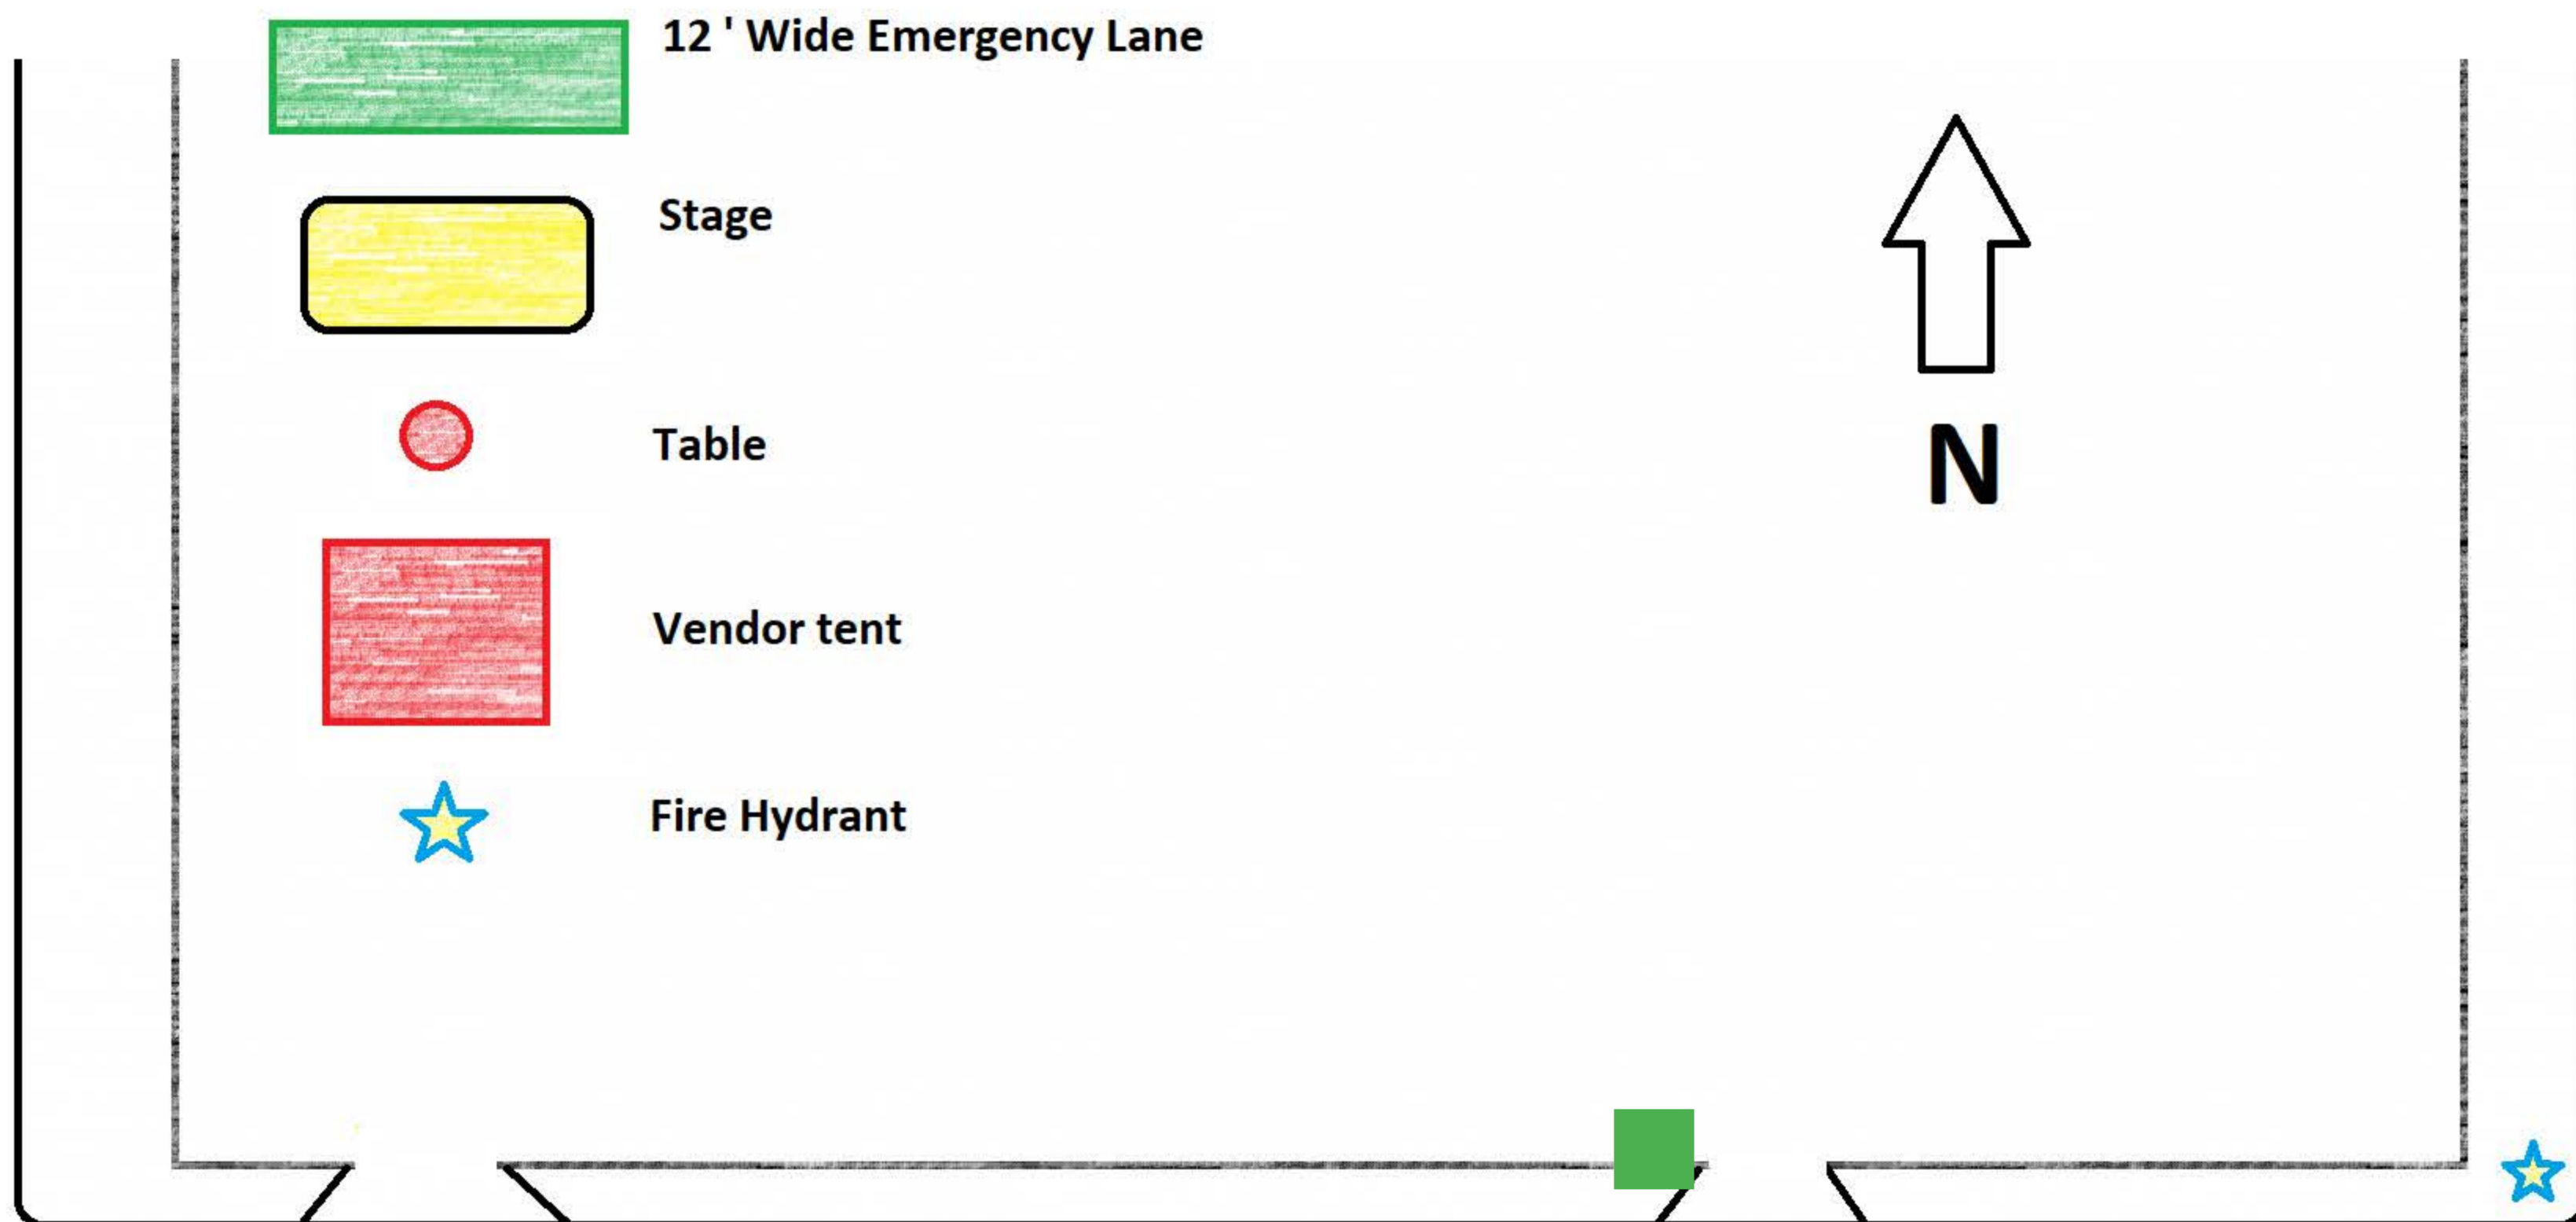 12 ' Wide Emergency Lane
Stage
Table
N
Vendor tent
Fire Hydrant